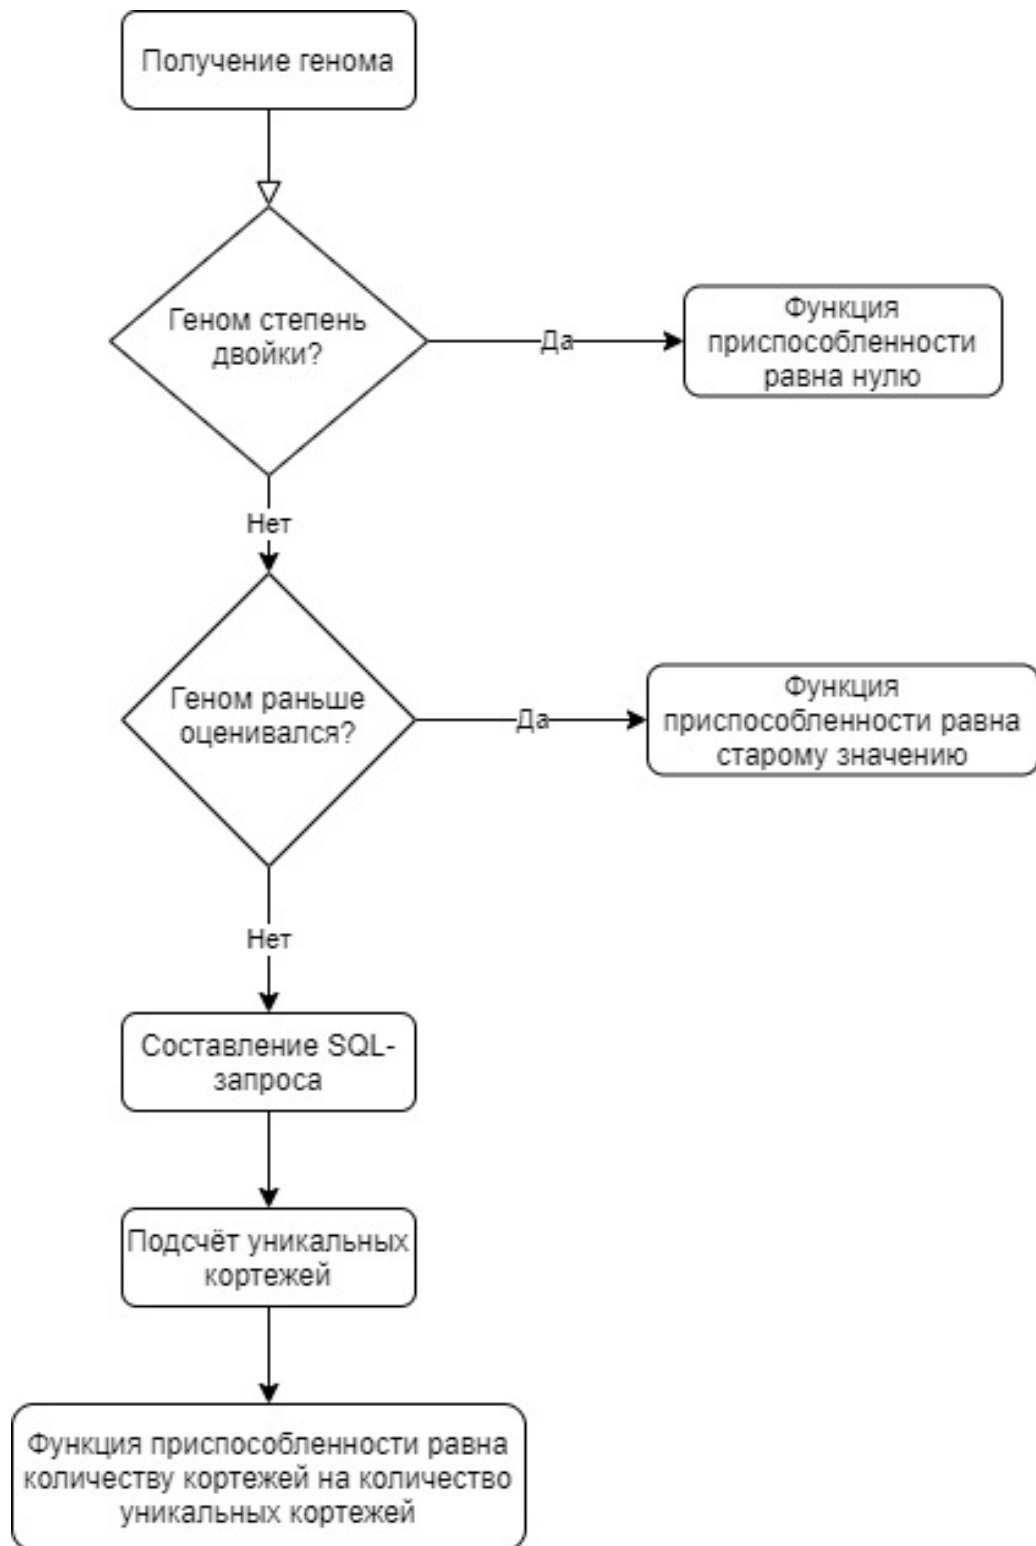 Получение генома
Геном степень
двойки?
Да
Функция
приспособленности
равна нулю
Нет
Геном раньше
оценивался?
Да
Функция
приспособленности равна
старому значению
Нет
Составление SQL-
запроса
Подсчёт уникальных
кортежей
Функция приспособленности равна
количеству кортежей на количество
уникальных кортежей